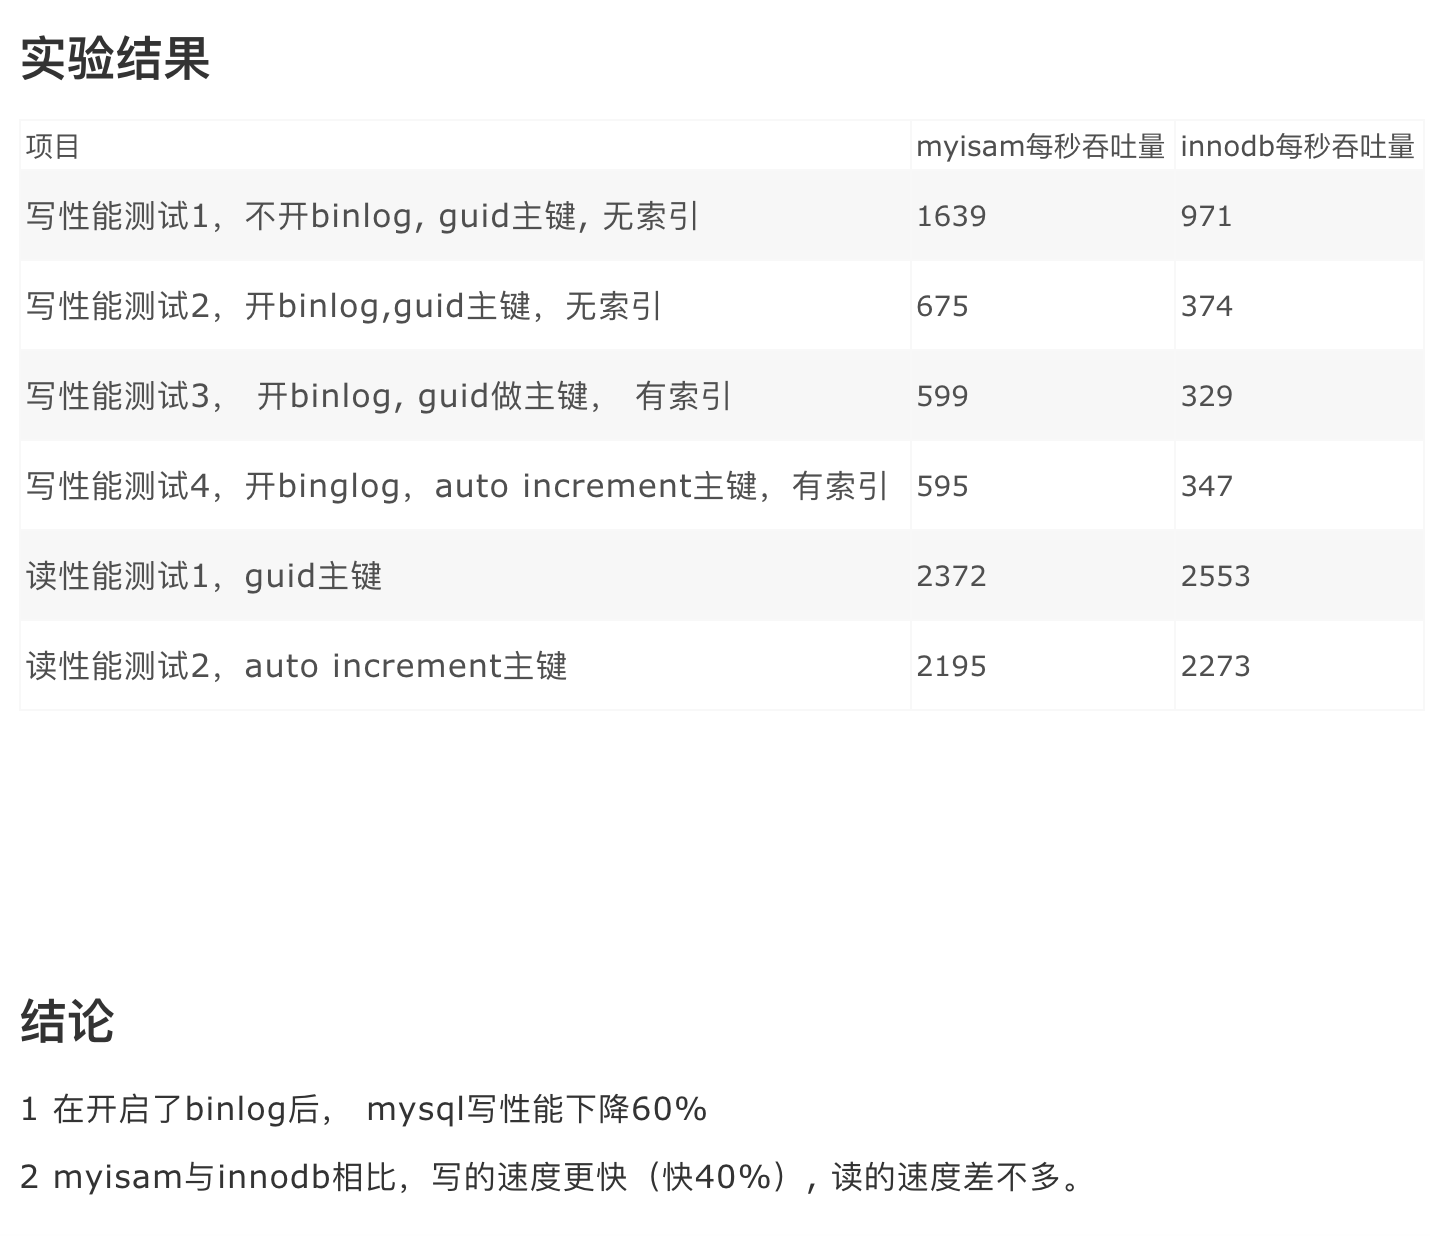 实验结果
项目 myisam每秒吞吐量 innodb每秒吞吐量
写性能测试1，不开binlog, guid主键, 无索引 1639 971
写性能测试2，开binlog,guid主键，无索引 675 374
写性能测试3， 开binlog, guid做主键， 有索引 599 329
写性能测试4，开binglog，auto increment主键，有索引 595 347
读性能测试1，guid主键 2372 2553
读性能测试2，auto increment主键 2195 2273
结论
1 在开启了binlog后， mysql写性能下降60%
2 myisam与innodb相比，写的速度更快（快40%）, 读的速度差不多。